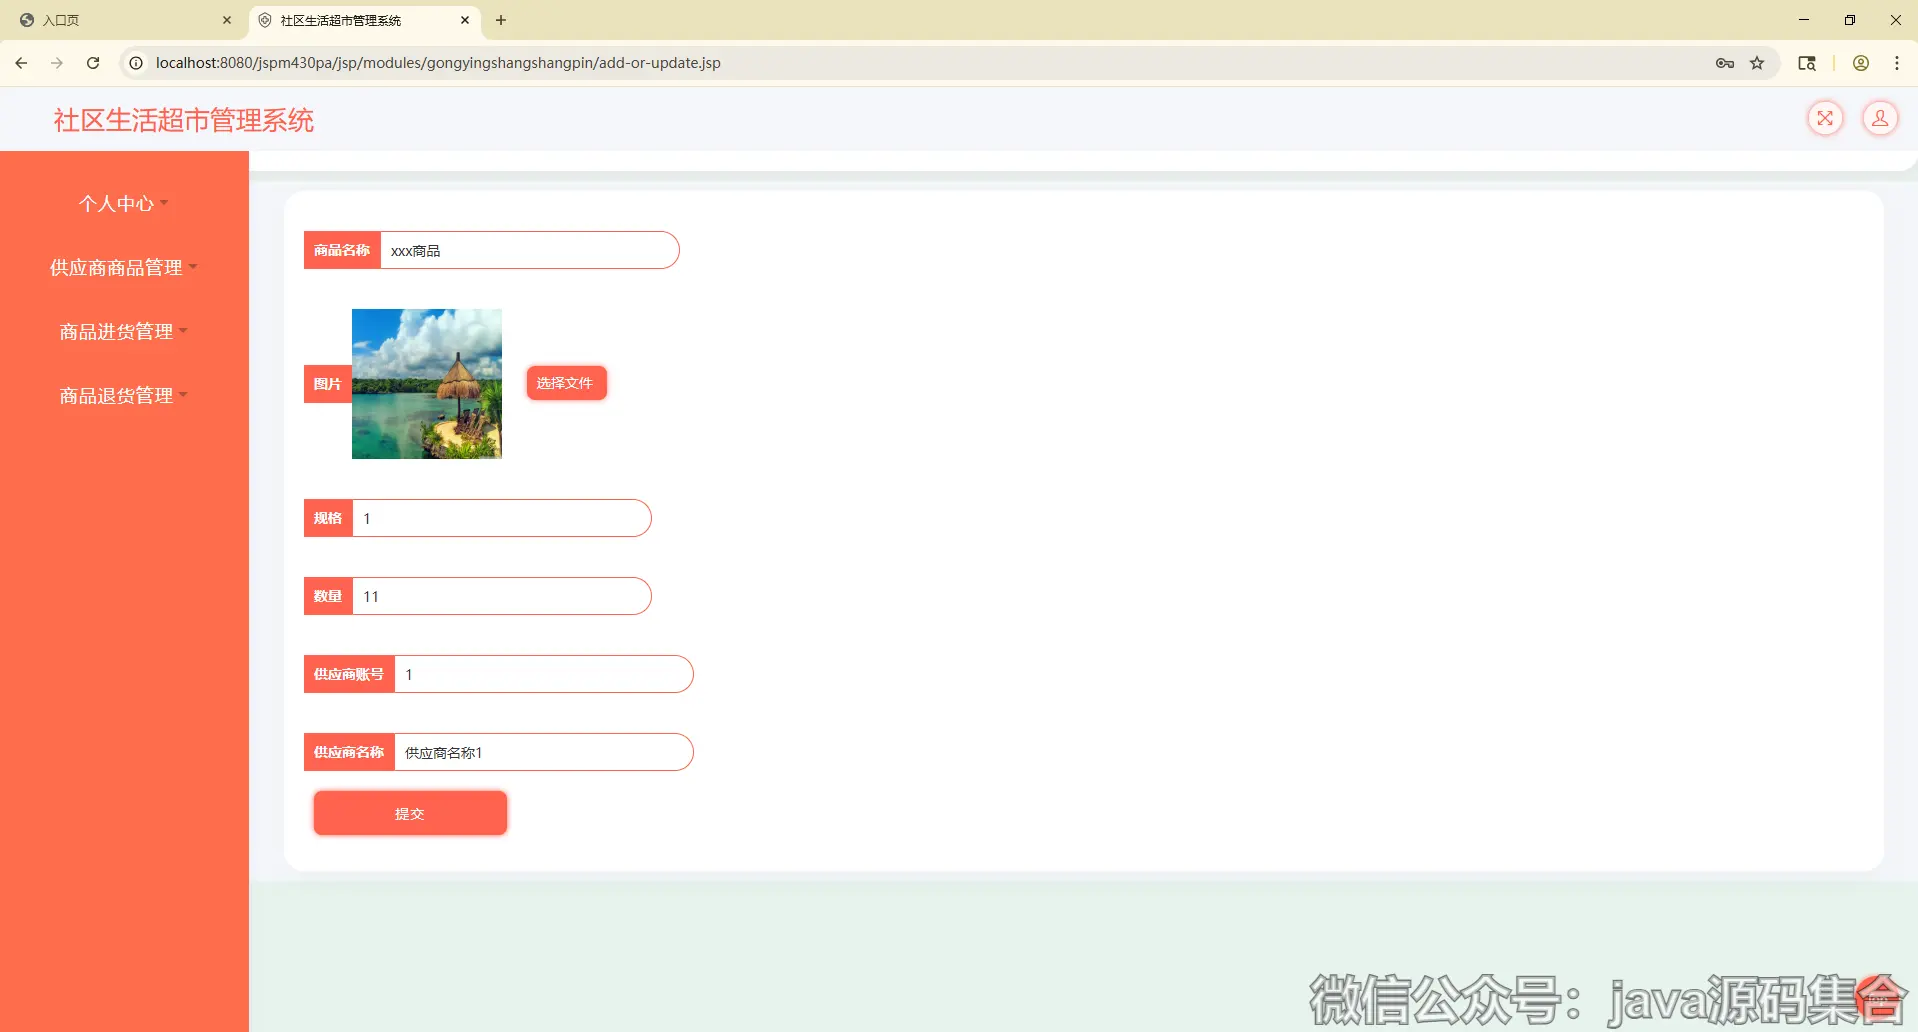 入口页
社区生活超市管理系统
localhost:8080/jspm430pa/jsp/modules/gongyingshangshangpin/add-or-update.jsp
社区生活超市管理系统
个人中心
供应商商品管理
商品进货管理
商品退货管理
商品名称 xxx商品
图片 选择文件
规格 1
数量 11
供应商账号 1
供应商名称 供应商名称1
提交
微信公众号：java源码集合